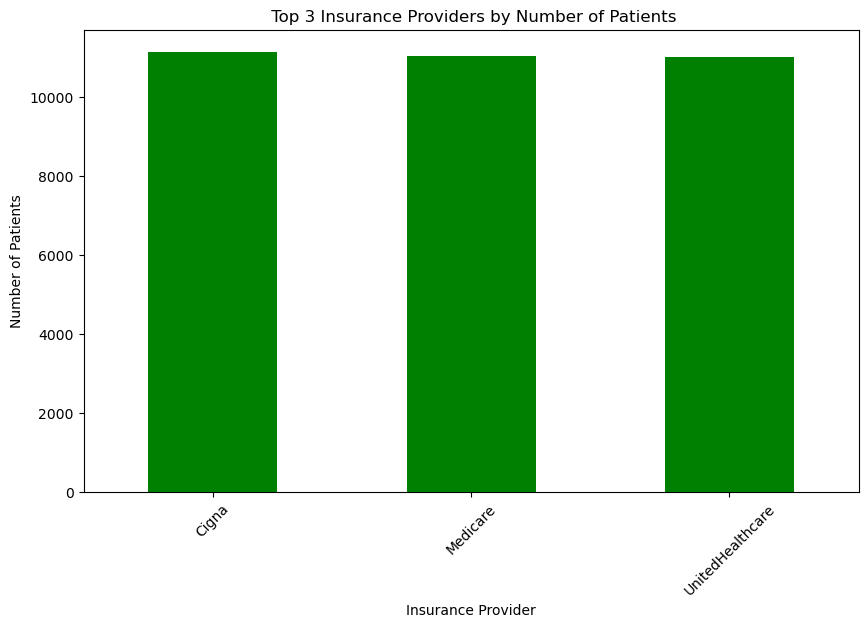 Top 3 Insurance Providers by Number of Patients
Number of Patients
10000
8000
6000
4000
2000
0
Cigna
Medicare
UnitedHealthcare
Insurance Provider